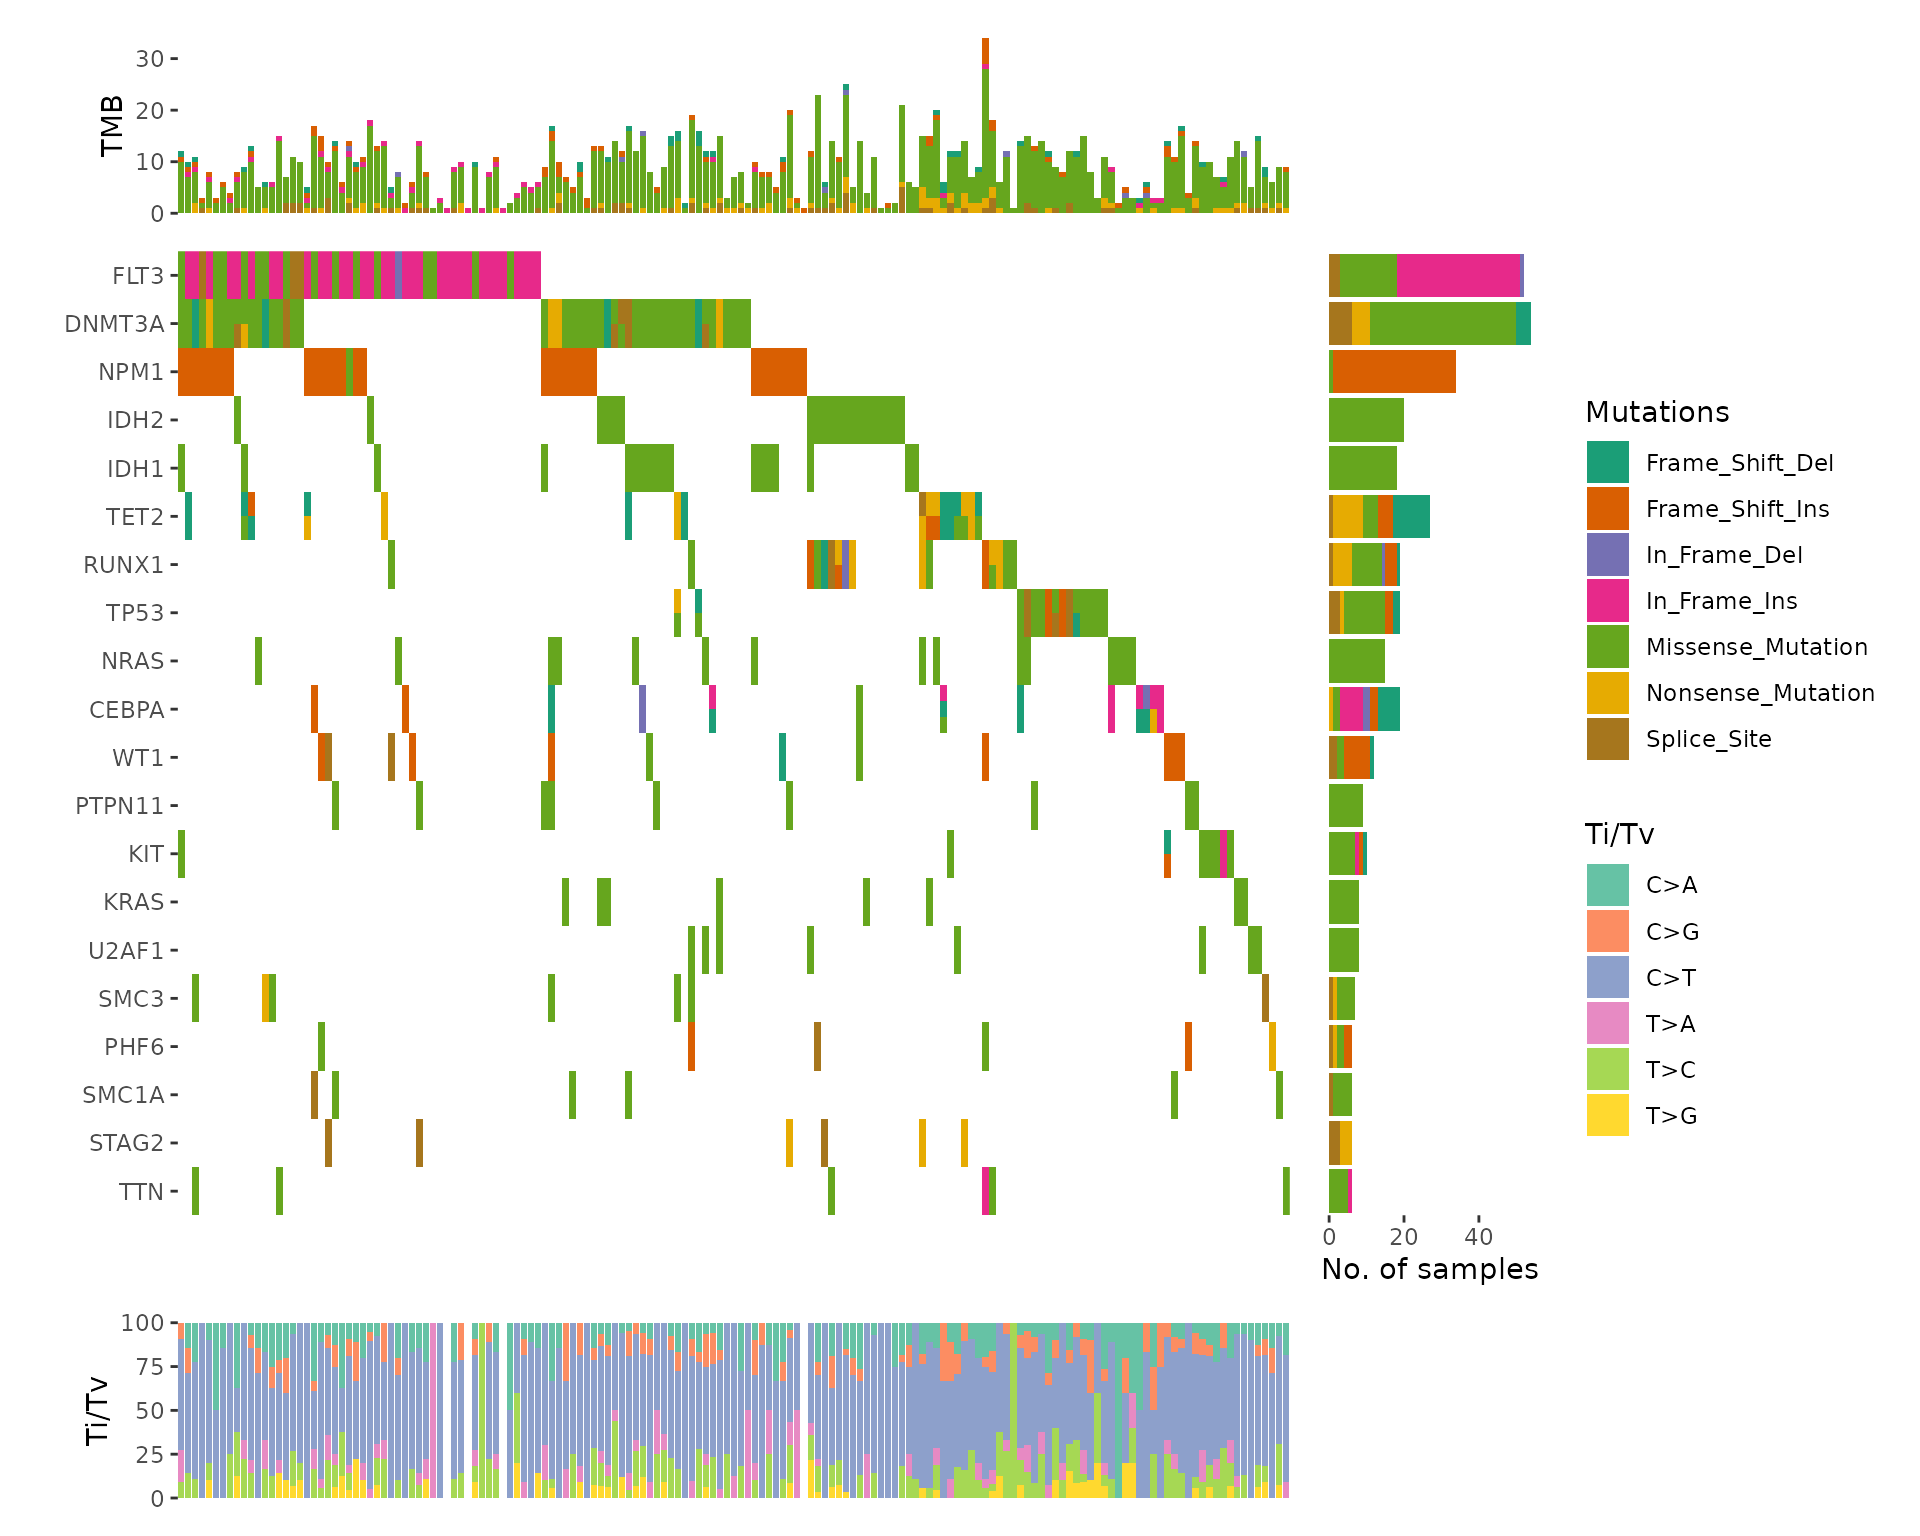 30
20
10
0
TMB
FLT3
DNMT3A
NPM1
IDH2
IDH1
TET2
RUNX1
TP53
NRAS
CEBPA
WT1
PTPN11
KIT
KRAS
U2AF1
SMC3
PHF6
SMC1A
STAG2
TTN
0 20 40
No. of samples
Mutations
Frame_Shift_Del
Frame_Shift_Ins
In_Frame_Del
In_Frame_Ins
Missense_Mutation
Nonsense_Mutation
Splice_Site
Ti/Tv
C>A
C>G
C>T
T>A
T>C
T>G
100
75
50
25
0
Ti/Tv